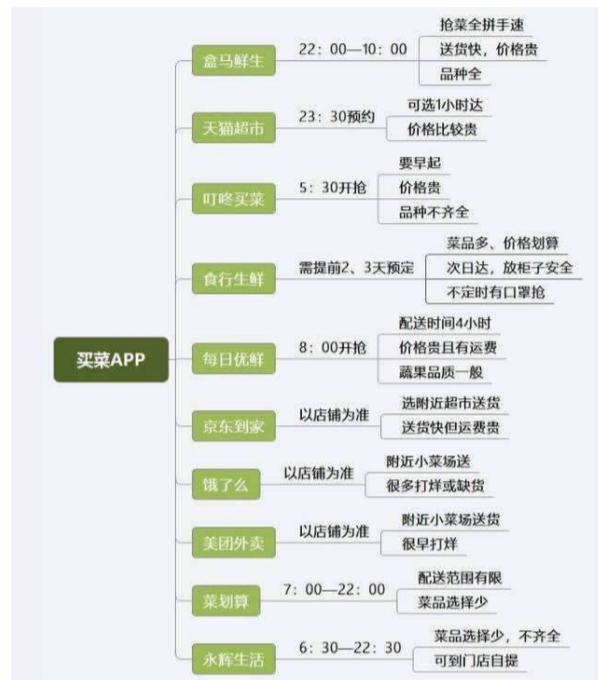 买菜APP
盒马鲜生
22：00—10：00
抢菜全拼手速
送货快，价格贵
品种全
天猫超市
23：30预约
可选1小时达
价格比较贵
叮咚买菜
5：30开抢
要早起
价格贵
品种不齐全
食行生鲜
需提前2、3天预定
菜品多、价格划算
次日达，放柜子安全
不定时有口罩抢
每日优鲜
8：00开抢
配送时间4小时
价格贵且有运费
蔬果品质一般
京东到家
以店铺为准
选附近超市送货
送货快但运费贵
饿了么
以店铺为准
附近小菜场送
很多打烊或缺货
美团外卖
以店铺为准
附近小菜场送货
很早打烊
菜划算
7：00—22：00
配送范围有限
菜品选择少
永辉生活
6：30—22：30
菜品选择少，不齐全
可到门店自提